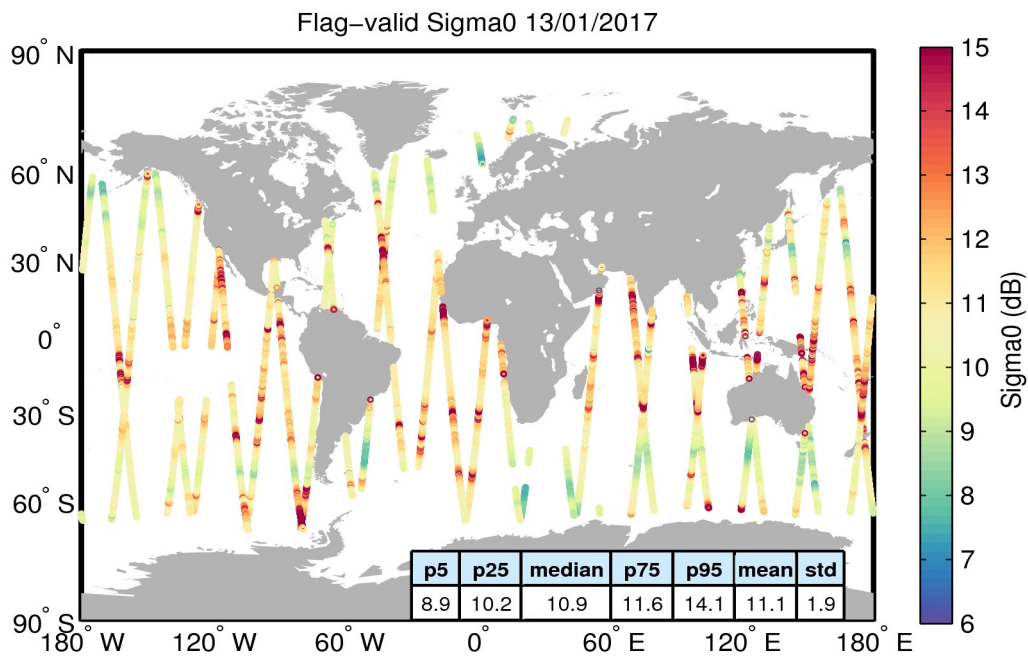 Flag−valid Sigma0 13/01/2017
90° N
60° N
30° N
0°
30° S
60° S
90° S
180° W
120° W
60° W
0°
60° E
120° E
180° E
p5 p25 median p75 p95 mean std
8.9 10.2 10.9 11.6 14.1 11.1 1.9
15
14
13
12
11
10
9
8
7
6
Sigma0 (dB)